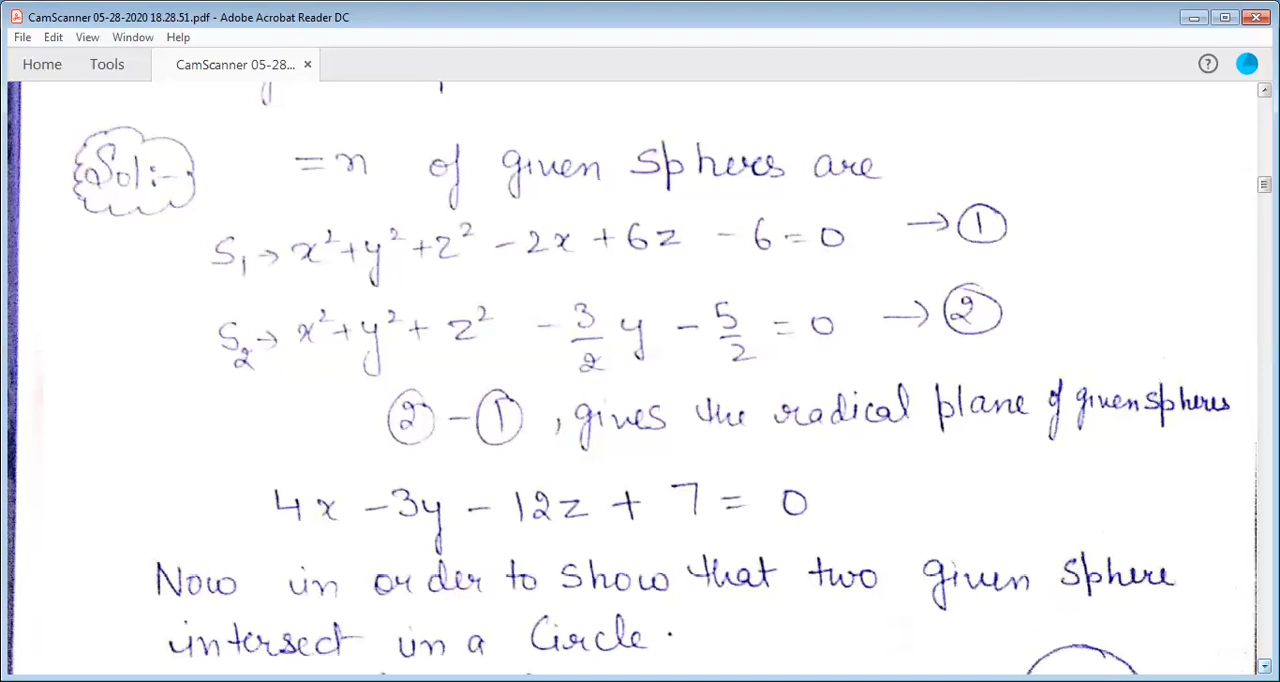 CamScanner 05-28-2020 18.28.51.pdf - Adobe Acrobat Reader DC
File Edit View Window Help
Home Tools CamScanner 05-28... ×
Sol:-
=n of given spheres are
S₁→ x²+y²+z² -2x +6z -6=0 →①
S₂→ x²+y²+z² -3/2 y -5/2 =0 →②
②-①, gives the radical plane of given spheres
4x -3y -12z + 7 = 0
Now in order to show that two given sphere
intersect in a Circle.